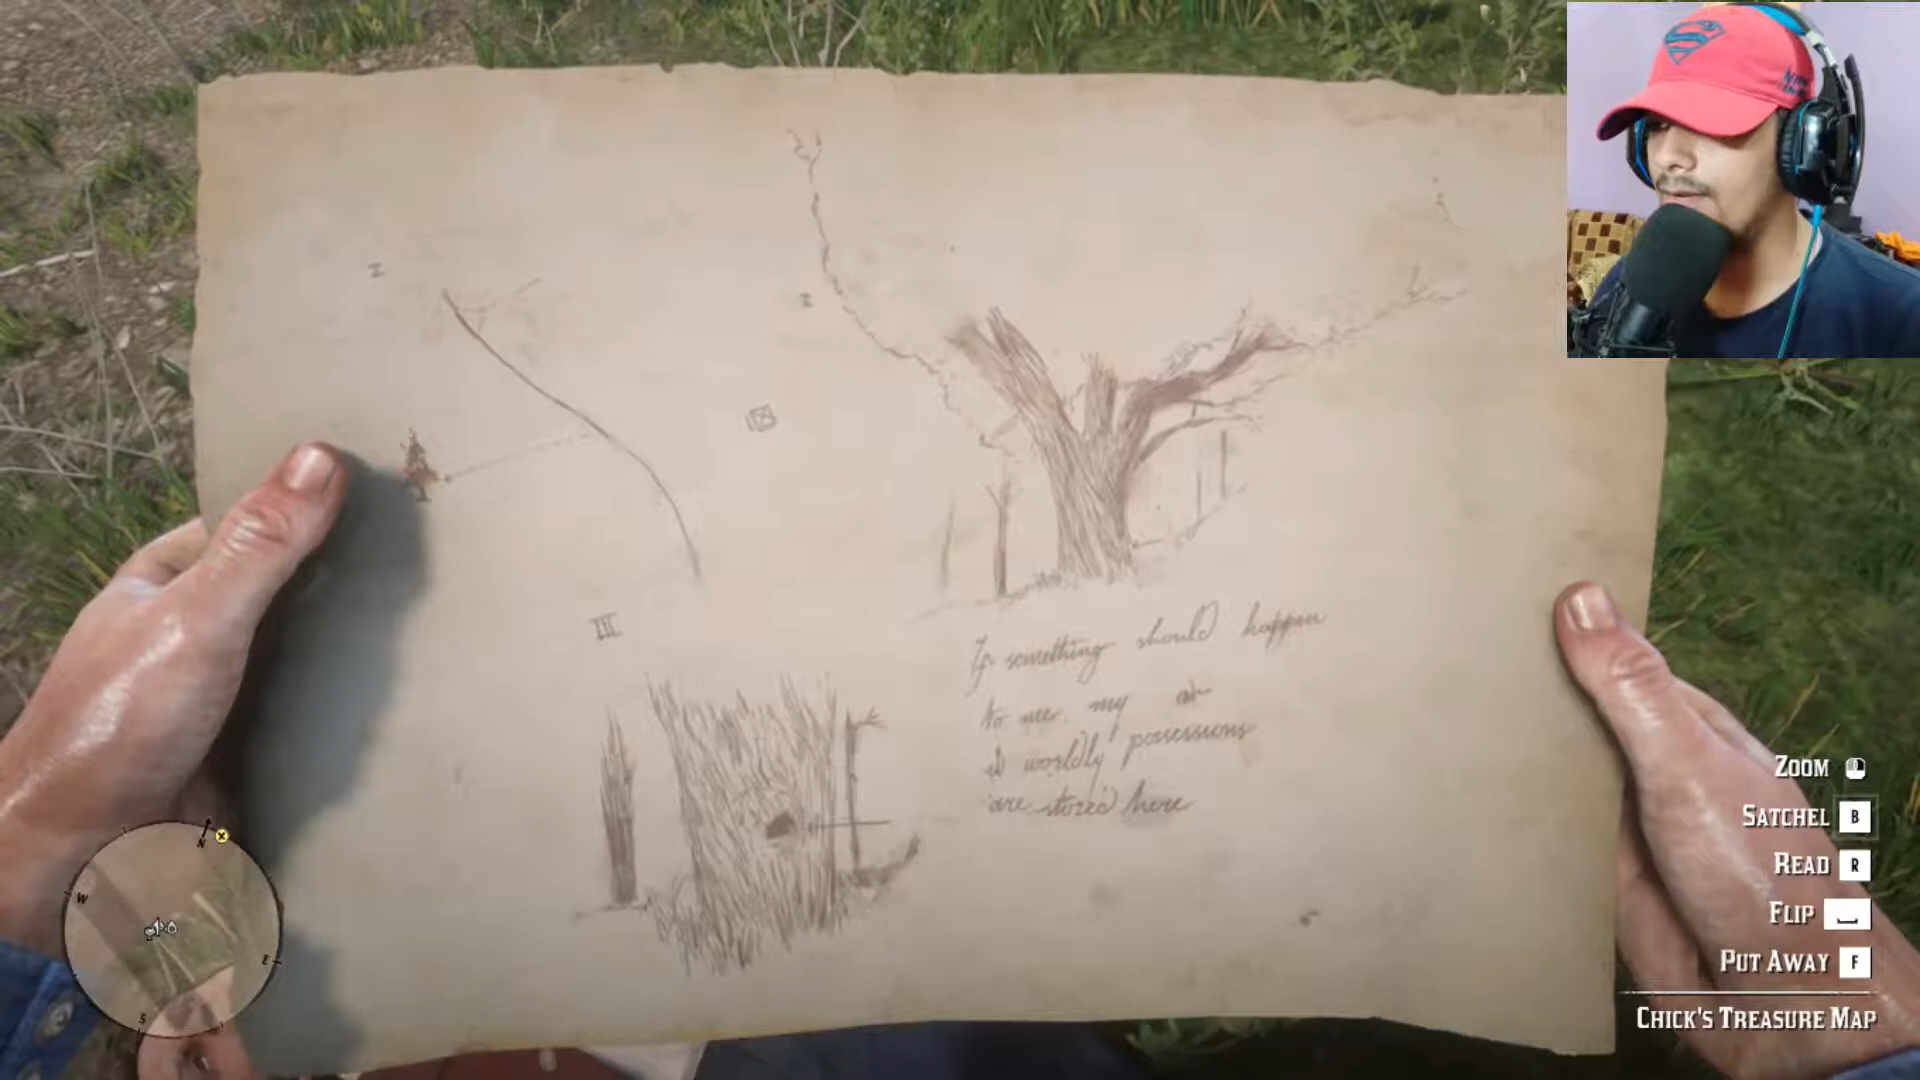 I
I
III
If something should happen
to me, my
worldly possessions
are stored here
N
W
E
S
ZOOM
SATCHEL B
READ R
FLIP
PUT AWAY F
CHICK'S TREASURE MAP